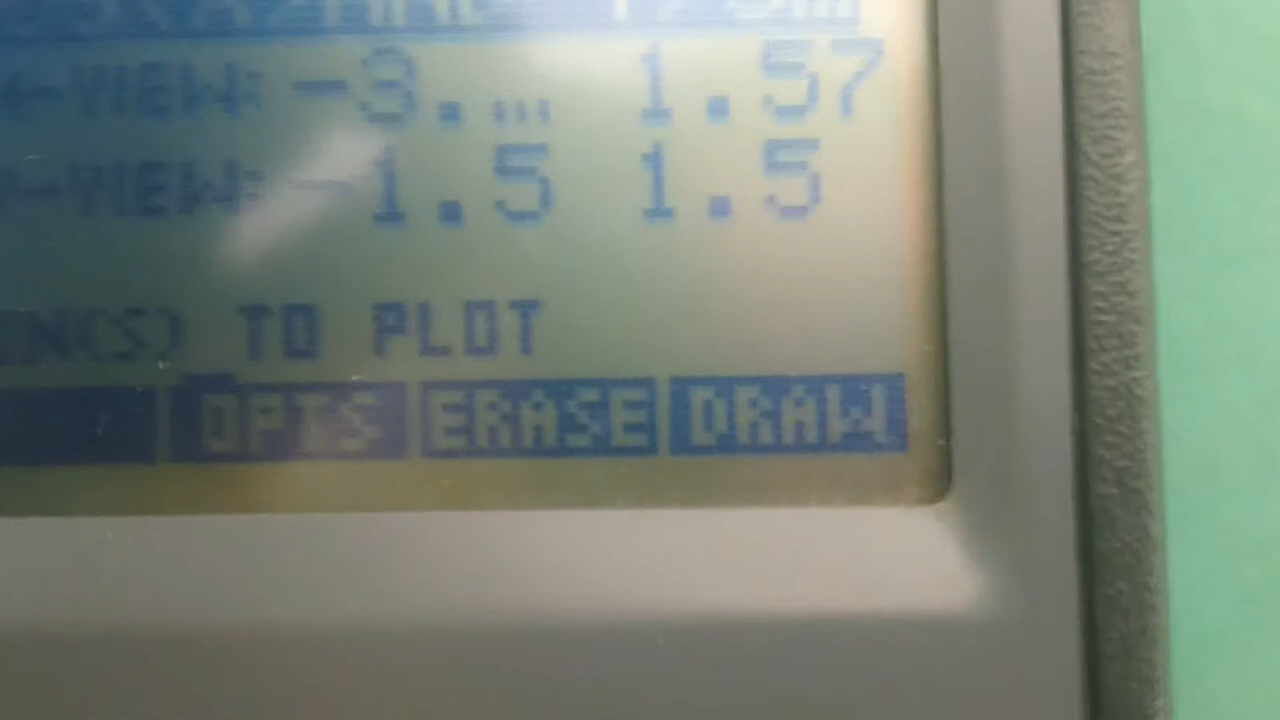 -VIEW: -3.… 1.57
-VIEW: -1.5 1.5
TO PLOT
OPTS ERASE DRAW